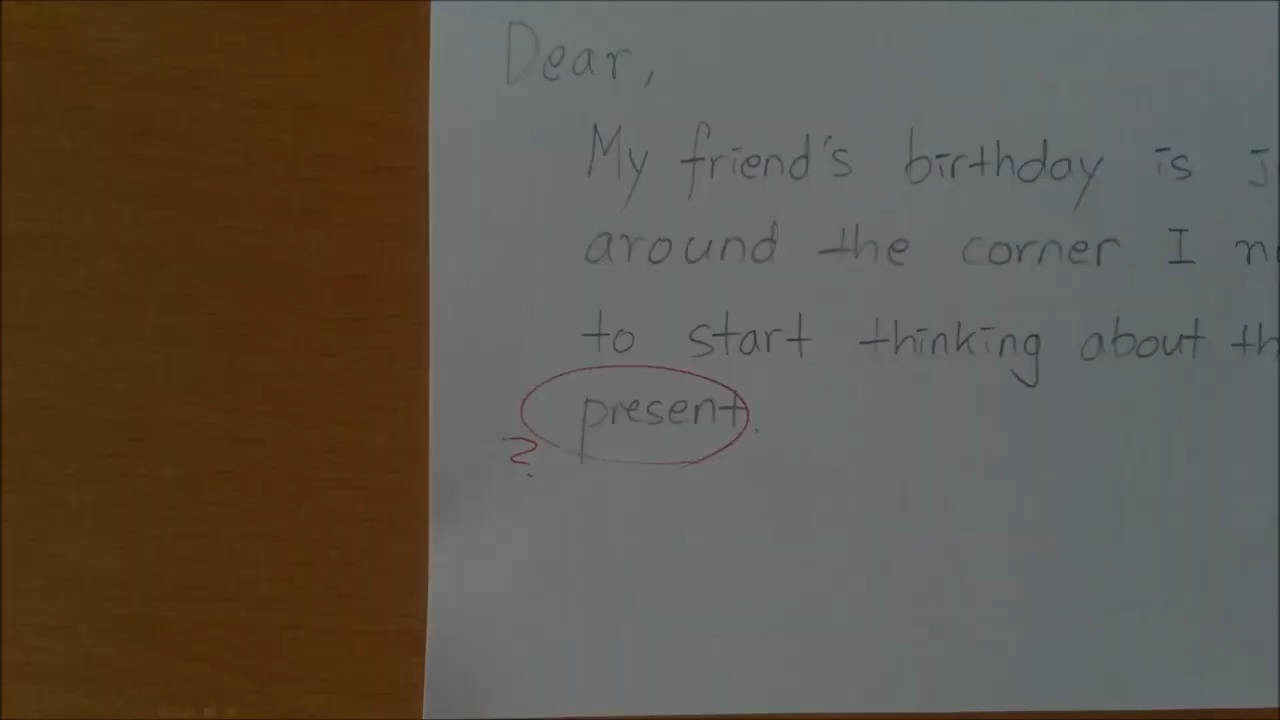 Dear,
My friend's birthday is
around the corner I
to start thinking about
present.
?